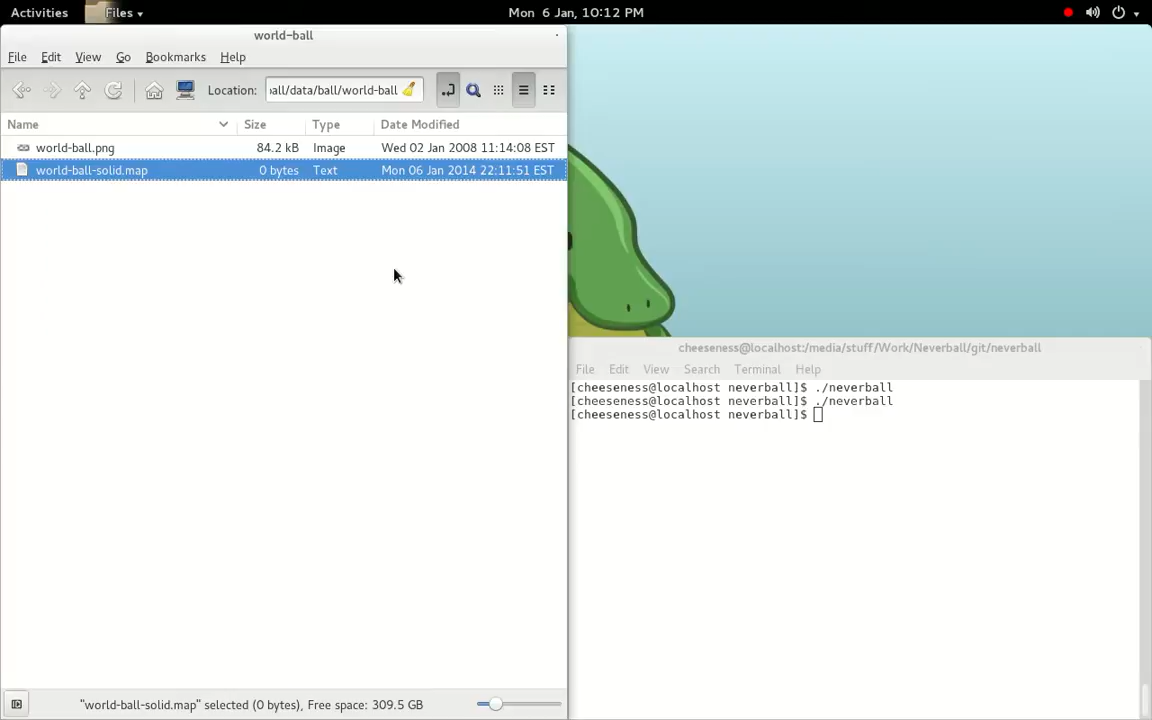 Activities Files Mon 6 Jan, 10:12 PM
world-ball
File Edit View Go Bookmarks Help
Location: all/data/ball/world-ball
Name Size Type Date Modified
world-ball.png 84.2 kB Image Wed 02 Jan 2008 11:14:08 EST
world-ball-solid.map 0 bytes Text Mon 06 Jan 2014 22:11:51 EST
"world-ball-solid.map" selected (0 bytes), Free space: 309.5 GB
cheeseness@localhost:/media/stuff/Work/Neverball/git/neverball
File Edit View Search Terminal Help
[cheeseness@localhost neverball]$ ./neverball
[cheeseness@localhost neverball]$ ./neverball
[cheeseness@localhost neverball]$